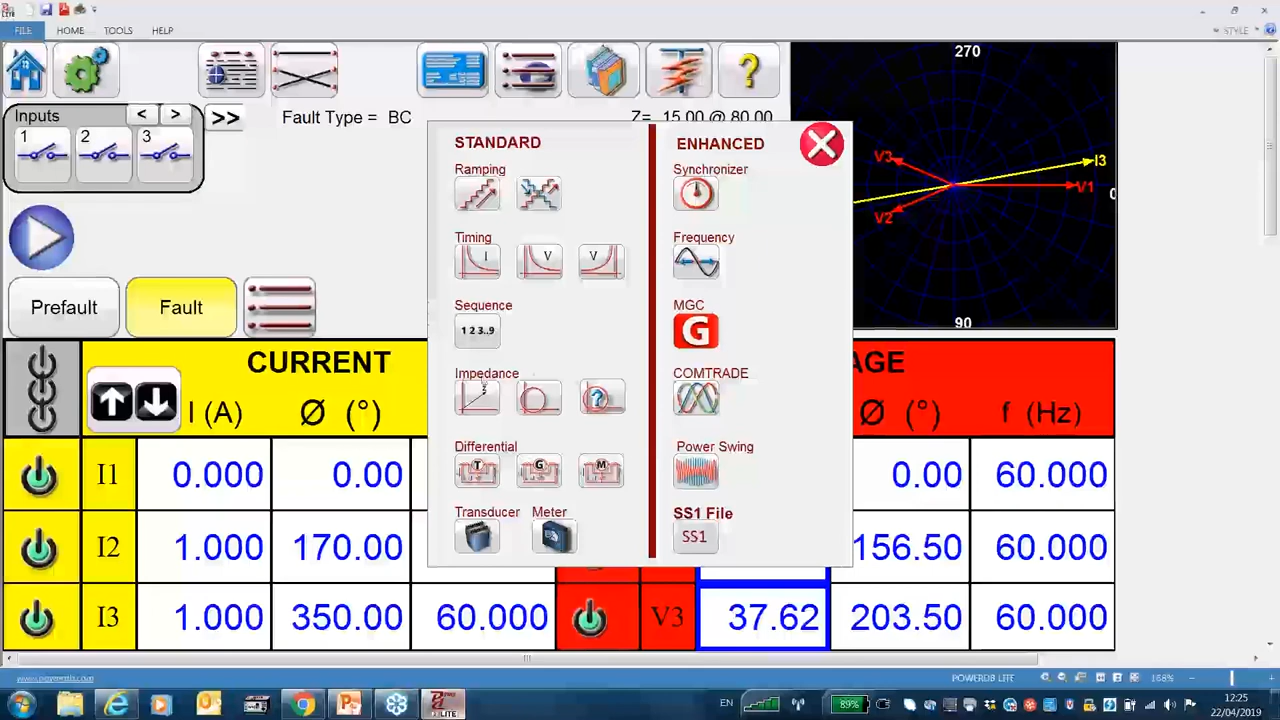 FILE HOME TOOLS HELP
STYLE
Inputs < >
1 2 3
>>
Fault Type = BC
Z= 15.00 @ 80.00
270
V3
I3
V1
0
V2
90
STANDARD
Ramping
Timing
I V V
Sequence
1 2 3..9
Impedance
?
Differential
T G M
Transducer Meter
ENHANCED
Synchronizer
Frequency
MGC
G
COMTRADE
Power Swing
SS1 File
SS1
Prefault Fault
CURRENT
AGE
I (A) Ø (°)
Ø (°) f (Hz)
I1 0.000 0.00 0.00 60.000
I2 1.000 170.00 156.50 60.000
I3 1.000 350.00 60.000 V3 37.62 203.50 60.000
POWERDB LITE
168%
EN
89%
12:25
22/04/2019